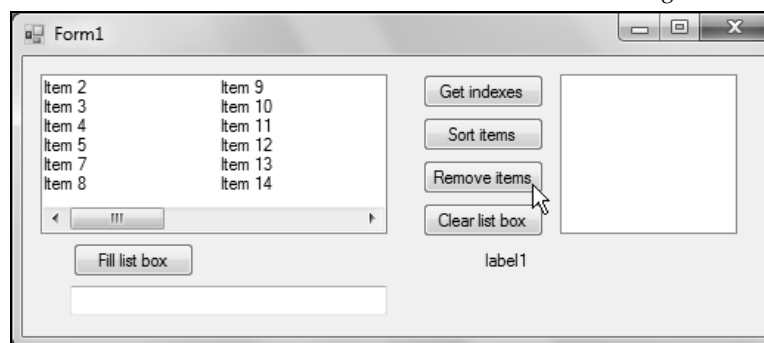 Form1
Item 2
Item 3
Item 4
Item 5
Item 7
Item 8
Item 9
Item 10
Item 11
Item 12
Item 13
Item 14
Get indexes
Sort items
Remove items
Clear list box
Fill list box
label1